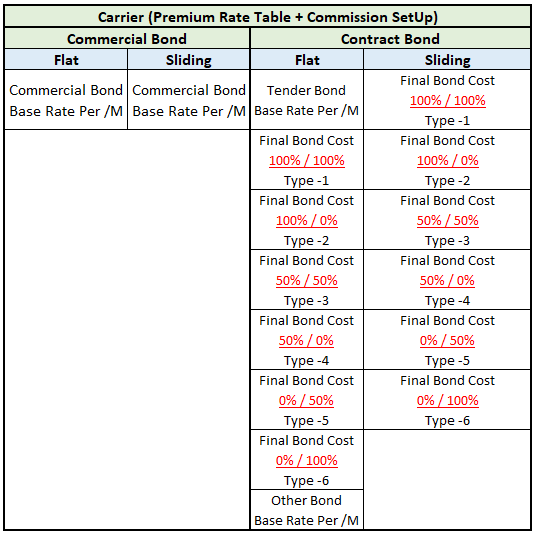 Carrier (Premium Rate Table + Commission SetUp)
Commercial Bond
Contract Bond
Flat
Sliding
Flat
Sliding
Commercial Bond
Base Rate Per /M
Commercial Bond
Base Rate Per /M
Tender Bond
Base Rate Per /M
Final Bond Cost
100% / 100%
Type -1
Final Bond Cost
100% / 100%
Type -1
Final Bond Cost
100% / 0%
Type -2
Final Bond Cost
100% / 0%
Type -2
Final Bond Cost
50% / 50%
Type -3
Final Bond Cost
50% / 50%
Type -3
Final Bond Cost
50% / 0%
Type -4
Final Bond Cost
50% / 0%
Type -4
Final Bond Cost
0% / 50%
Type -5
Final Bond Cost
0% / 50%
Type -5
Final Bond Cost
0% / 100%
Type -6
Final Bond Cost
0% / 100%
Type -6
Other Bond
Base Rate Per /M